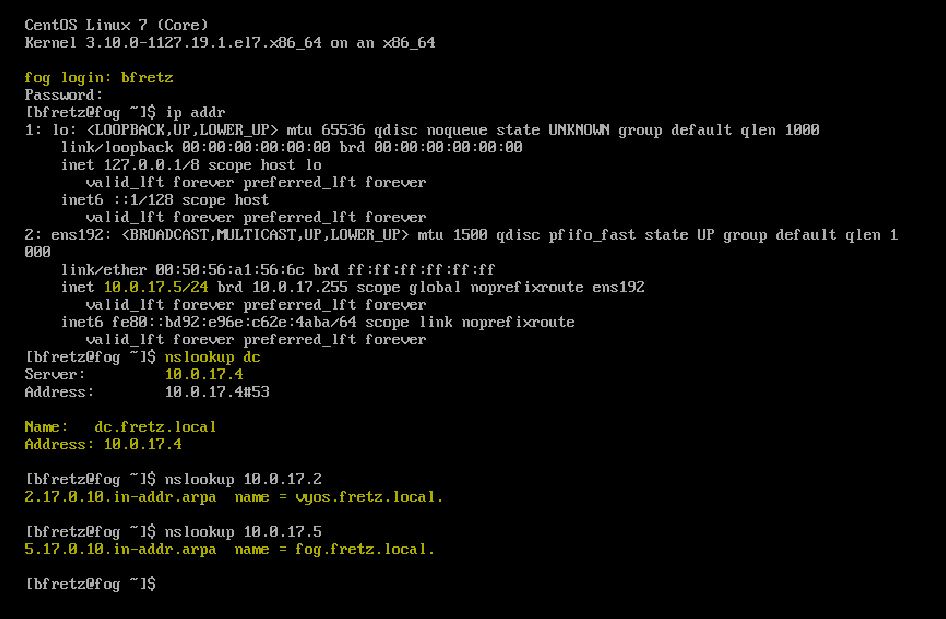 CentOS Linux 7 (Core)
Kernel 3.10.0-1127.19.1.el7.x86_64 on an x86_64
fog login: bfretz
Password:
[bfretz@fog ~]$ ip addr
1: lo: <LOOPBACK,UP,LOWER_UP> mtu 65536 qdisc noqueue state UNKNOWN group default qlen 1000
    link/loopback 00:00:00:00:00:00 brd 00:00:00:00:00:00
    inet 127.0.0.1/8 scope host lo
       valid_lft forever preferred_lft forever
    inet6 ::1/128 scope host
       valid_lft forever preferred_lft forever
2: ens192: <BROADCAST,MULTICAST,UP,LOWER_UP> mtu 1500 qdisc pfifo_fast state UP group default qlen 1
000
    link/ether 00:50:56:a1:56:6c brd ff:ff:ff:ff:ff:ff
    inet 10.0.17.5/24 brd 10.0.17.255 scope global noprefixroute ens192
       valid_lft forever preferred_lft forever
    inet6 fe80::bd92:e96e:c62e:4aba/64 scope link noprefixroute
       valid_lft forever preferred_lft forever
[bfretz@fog ~]$ nslookup dc
Server:         10.0.17.4
Address:        10.0.17.4#53
Name:   dc.fretz.local
Address: 10.0.17.4
[bfretz@fog ~]$ nslookup 10.0.17.2
2.17.0.10.in-addr.arpa  name = vyos.fretz.local.
[bfretz@fog ~]$ nslookup 10.0.17.5
5.17.0.10.in-addr.arpa  name = fog.fretz.local.
[bfretz@fog ~]$